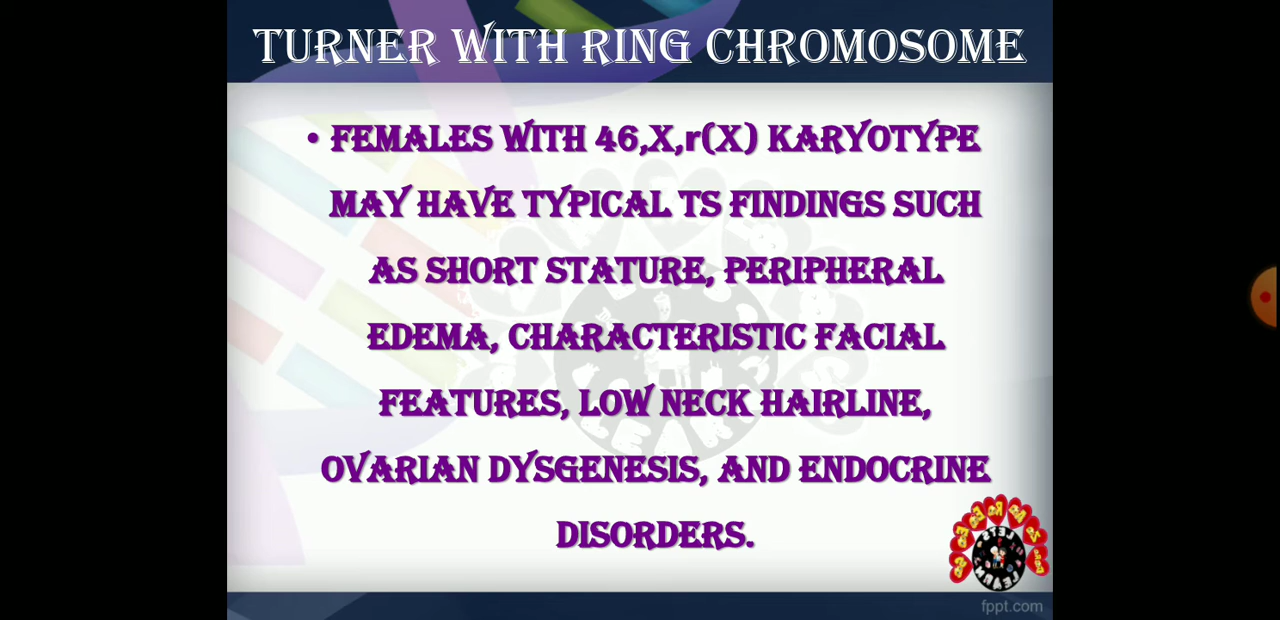 TURNER WITH RING CHROMOSOME
• FEMALES WITH 46,X,r(X) KARYOTYPE
MAY HAVE TYPICAL TS FINDINGS SUCH
AS SHORT STATURE, PERIPHERAL
EDEMA, CHARACTERISTIC FACIAL
FEATURES, LOW NECK HAIRLINE,
OVARIAN DYSGENESIS, AND ENDOCRINE
DISORDERS.
fppt.com